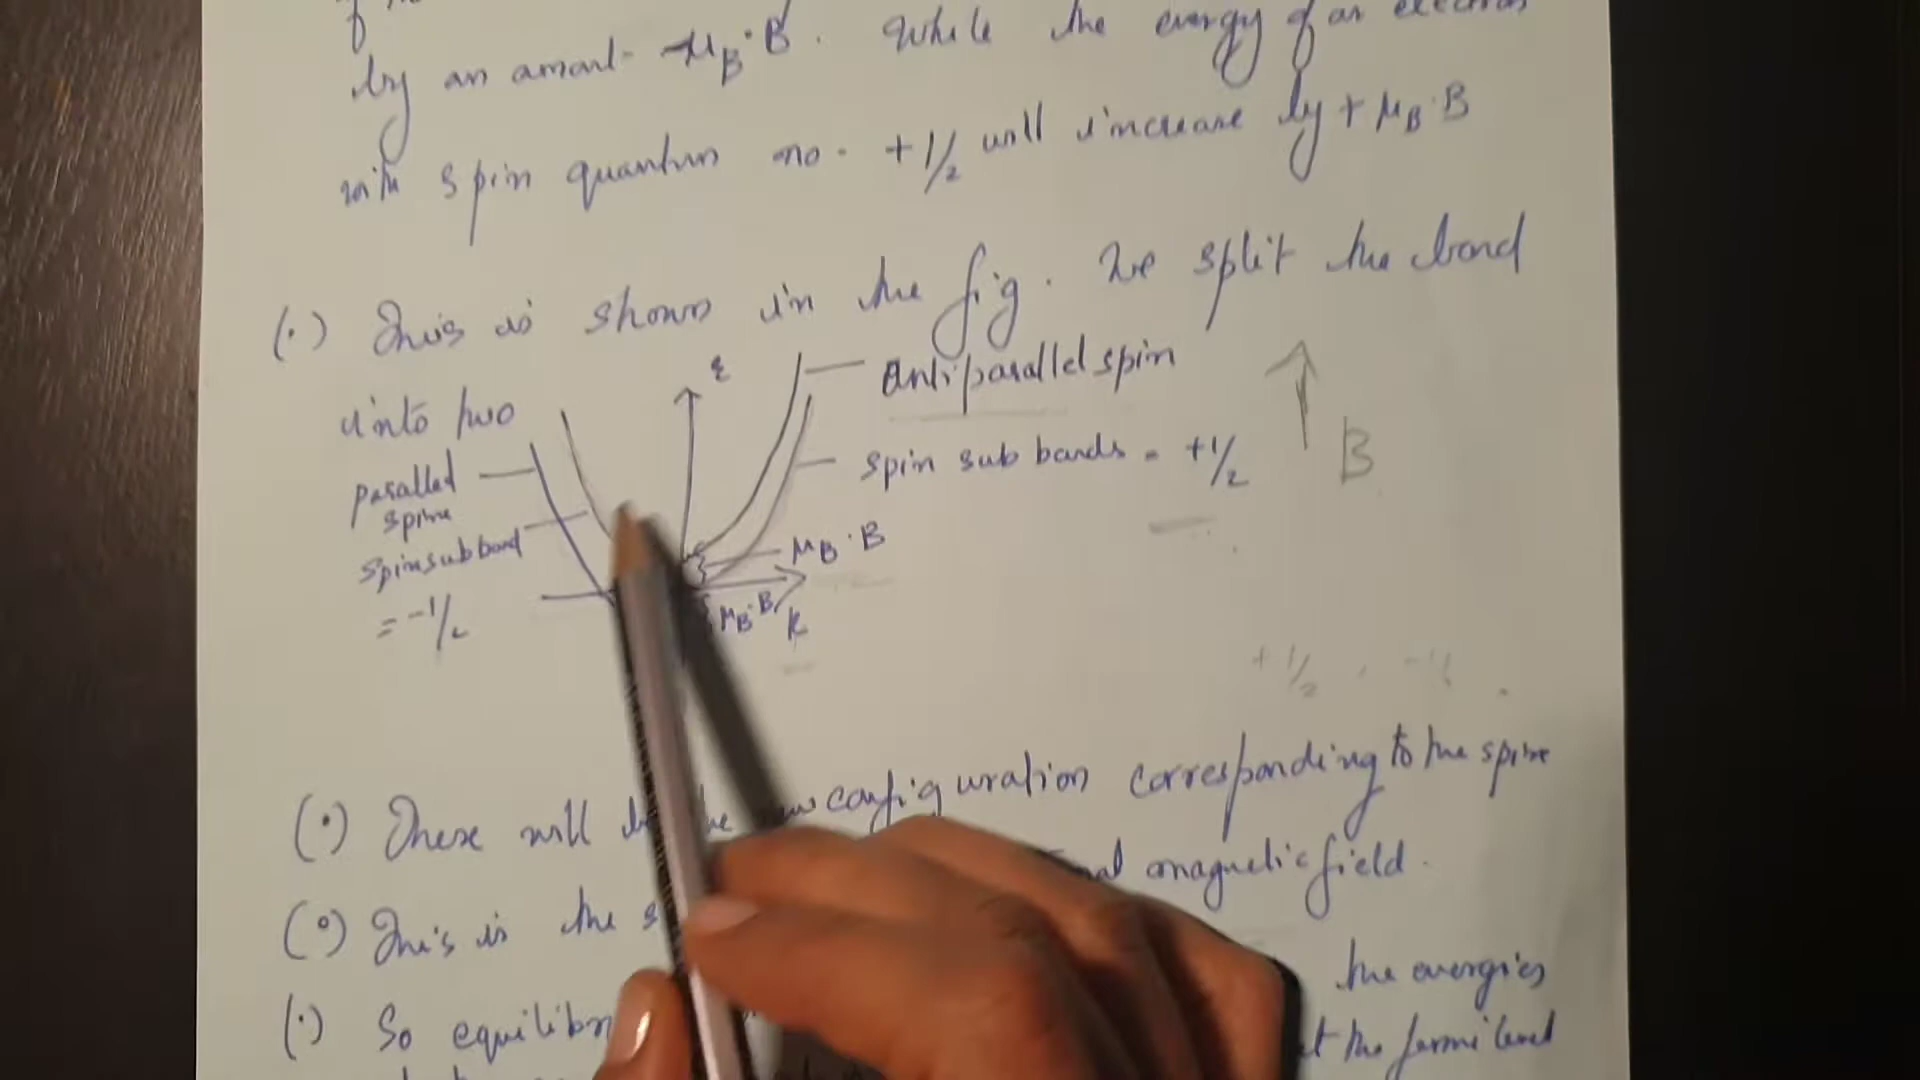 by an amount - μB·B. While the energy of an electron
with spin quantum no. +1/2 will increase by + μB·B
(.) This is shown in the fig. We split the band
into two
ε
Antiparallel spin
parallel
spin
spin sub bands = +1/2
B
spin sub band
= -1/2
μB·B
μB·B
k
+1/2
(.) There will configuration corresponding to the spin
magnetic field.
(.) This is the
the energies
(.) So
the fermi level